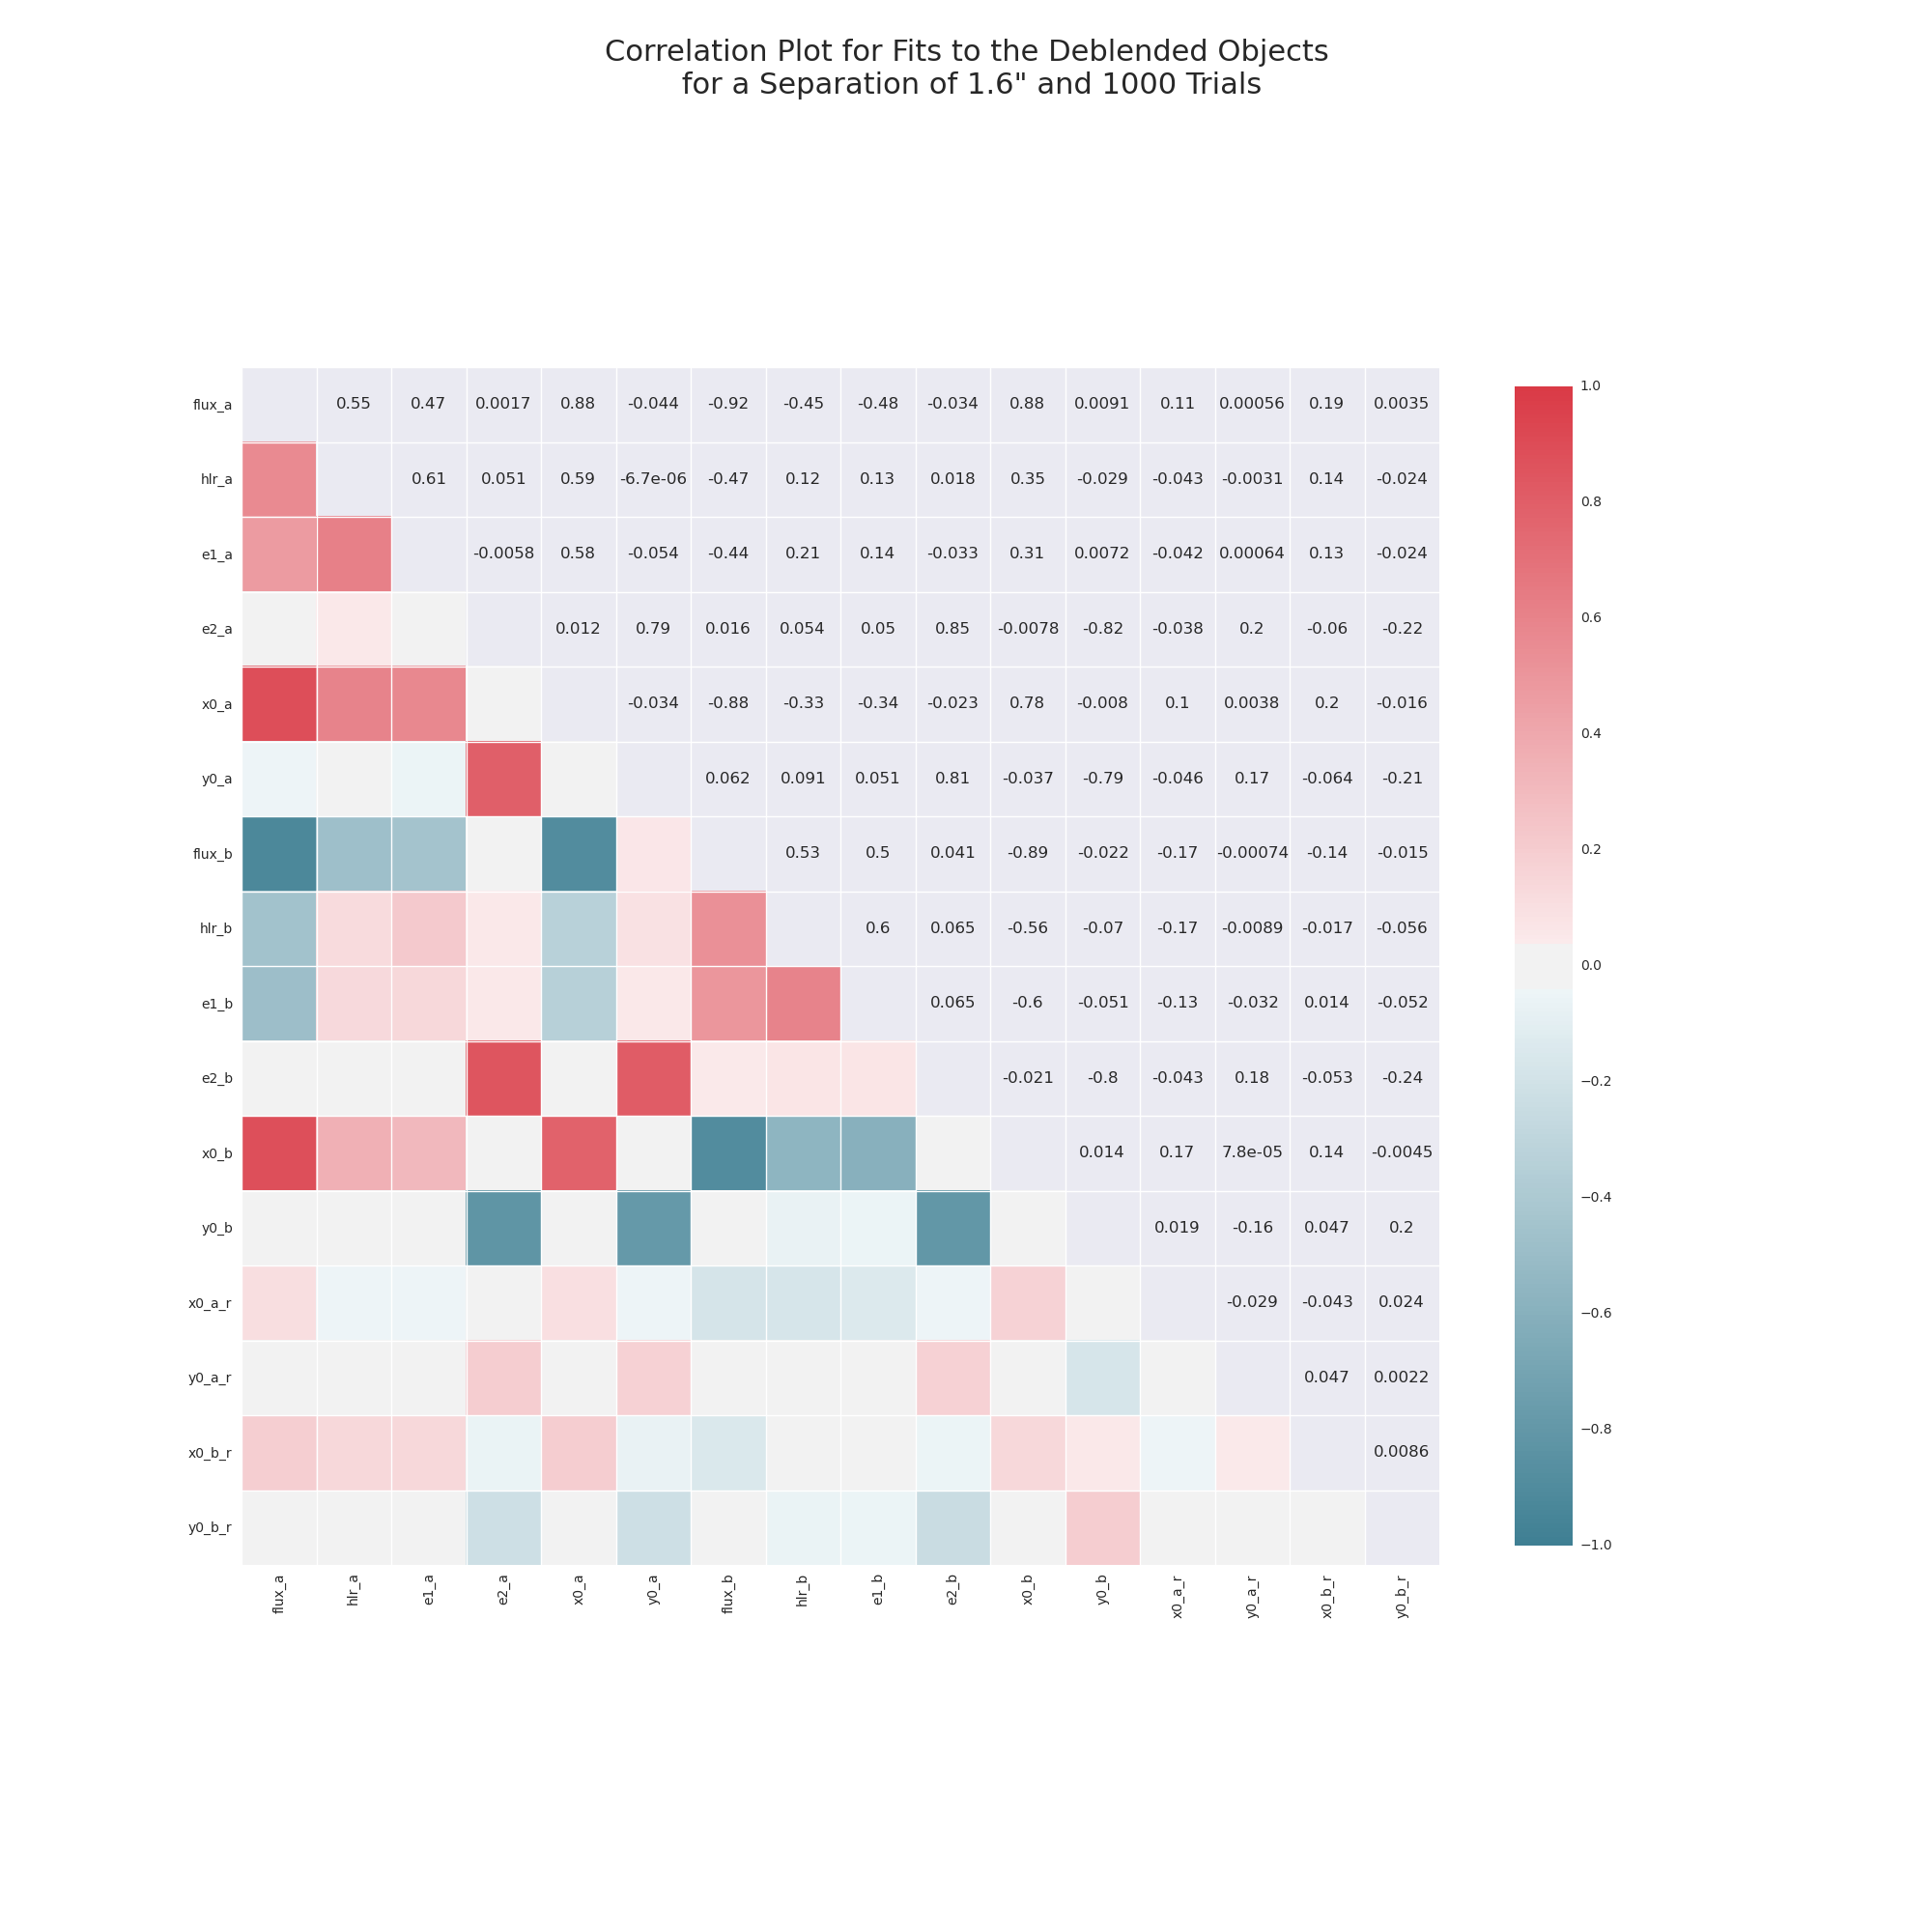 Correlation Plot for Fits to the Deblended Objects
for a Separation of 1.6" and 1000 Trials
flux_a 0.55 0.47 0.0017 0.88 -0.044 -0.92 -0.45 -0.48 -0.034 0.88 0.0091 0.11 0.00056 0.19 0.0035
hlr_a 0.61 0.051 0.59 -6.7e-06 -0.47 0.12 0.13 0.018 0.35 -0.029 -0.043 -0.0031 0.14 -0.024
e1_a -0.0058 0.58 -0.054 -0.44 0.21 0.14 -0.033 0.31 0.0072 -0.042 0.00064 0.13 -0.024
e2_a 0.012 0.79 0.016 0.054 0.05 0.85 -0.0078 -0.82 -0.038 0.2 -0.06 -0.22
x0_a -0.034 -0.88 -0.33 -0.34 -0.023 0.78 -0.008 0.1 0.0038 0.2 -0.016
y0_a 0.062 0.091 0.051 0.81 -0.037 -0.79 -0.046 0.17 -0.064 -0.21
flux_b 0.53 0.5 0.041 -0.89 -0.022 -0.17 -0.00074 -0.14 -0.015
hlr_b 0.6 0.065 -0.56 -0.07 -0.17 -0.0089 -0.017 -0.056
e1_b 0.065 -0.6 -0.051 -0.13 -0.032 0.014 -0.052
e2_b -0.021 -0.8 -0.043 0.18 -0.053 -0.24
x0_b 0.014 0.17 7.8e-05 0.14 -0.0045
y0_b 0.019 -0.16 0.047 0.2
x0_a_r -0.029 -0.043 0.024
y0_a_r 0.047 0.0022
x0_b_r 0.0086
y0_b_r
flux_a hlr_a e1_a e2_a x0_a y0_a flux_b hlr_b e1_b e2_b x0_b y0_b x0_a_r y0_a_r x0_b_r y0_b_r
1.0
0.8
0.6
0.4
0.2
0.0
−0.2
−0.4
−0.6
−0.8
−1.0